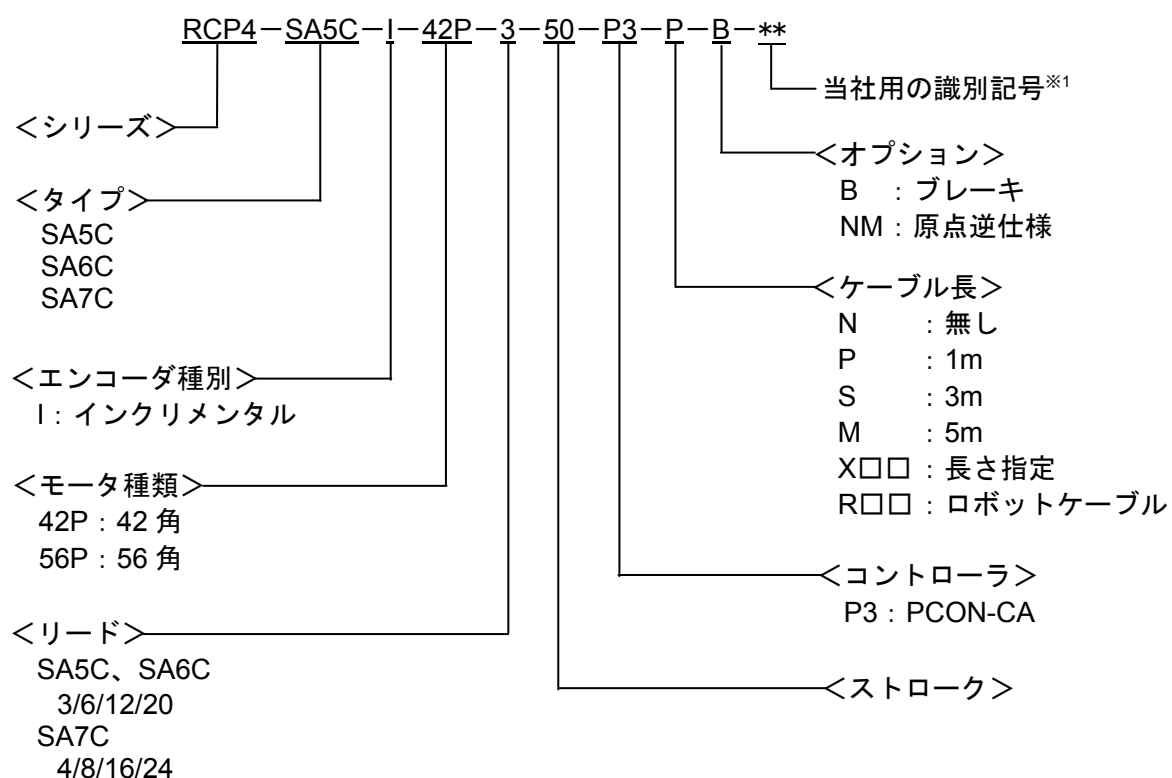 RCP4－SA5C－I－42P－3－50－P3－P－B－**
当社用の識別記号※1
＜シリーズ＞
＜タイプ＞
SA5C
SA6C
SA7C
＜エンコーダ種別＞
I：インクリメンタル
＜モータ種類＞
42P：42 角
56P：56 角
＜リード＞
SA5C、SA6C
3/6/12/20
SA7C
4/8/16/24
＜オプション＞
B ：ブレーキ
NM：原点逆仕様
＜ケーブル長＞
N ：無し
P ：1m
S ：3m
M ：5m
X□□：長さ指定
R□□：ロボットケーブル
＜コントローラ＞
P3：PCON-CA
＜ストローク＞